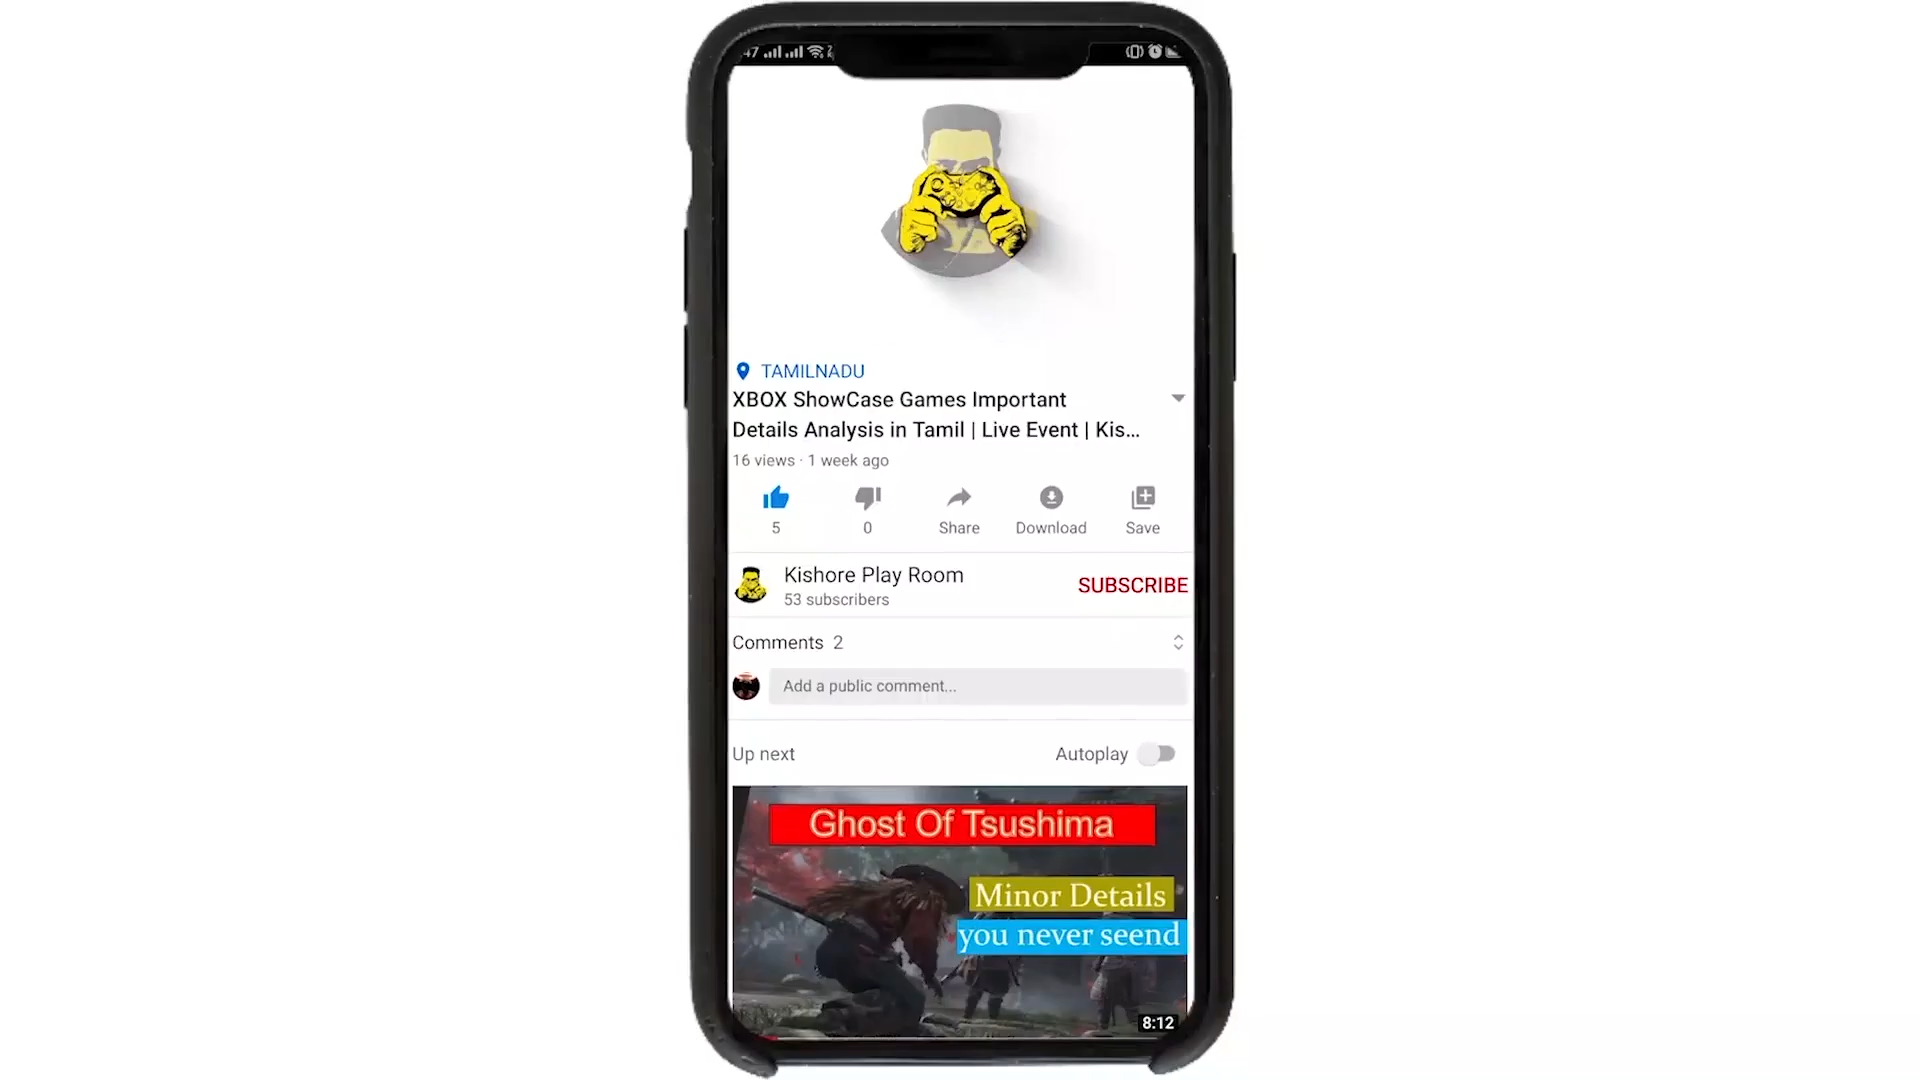 47
TAMILNADU
XBOX ShowCase Games Important
Details Analysis in Tamil | Live Event | Kis...
16 views · 1 week ago
5
0
Share
Download
Save
Kishore Play Room
53 subscribers
SUBSCRIBE
Comments 2
Add a public comment...
Up next
Autoplay
Ghost Of Tsushima
Minor Details
you never seend
8:12